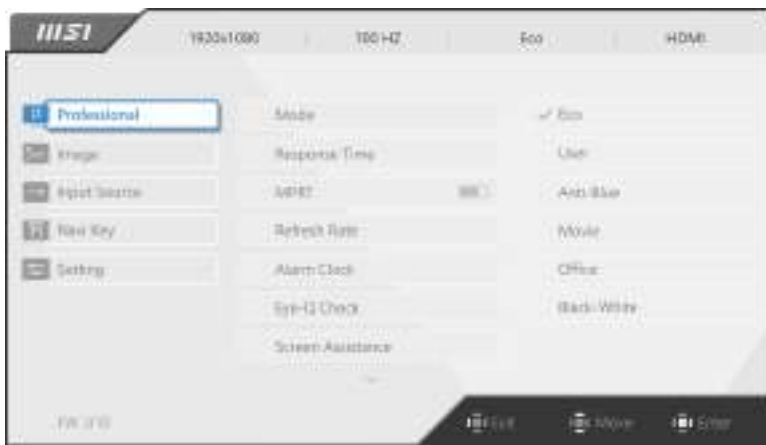 msi
1920x1080 100 HZ Eco HDMI
Professional
Image
Input Source
Navi Key
Setting
Mode
Response Time
MPRT
Refresh Rate
Alarm Clock
Eye-Q Check
Screen Assistance
Eco
User
Anti-Blue
Movie
Office
Black-White
Exit Move Enter